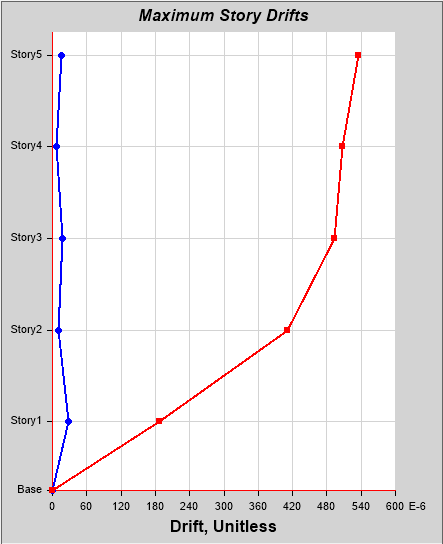 Maximum Story Drifts
Story5
Story4
Story3
Story2
Story1
Base
0 60 120 180 240 300 360 420 480 540 600 E-6
Drift, Unitless